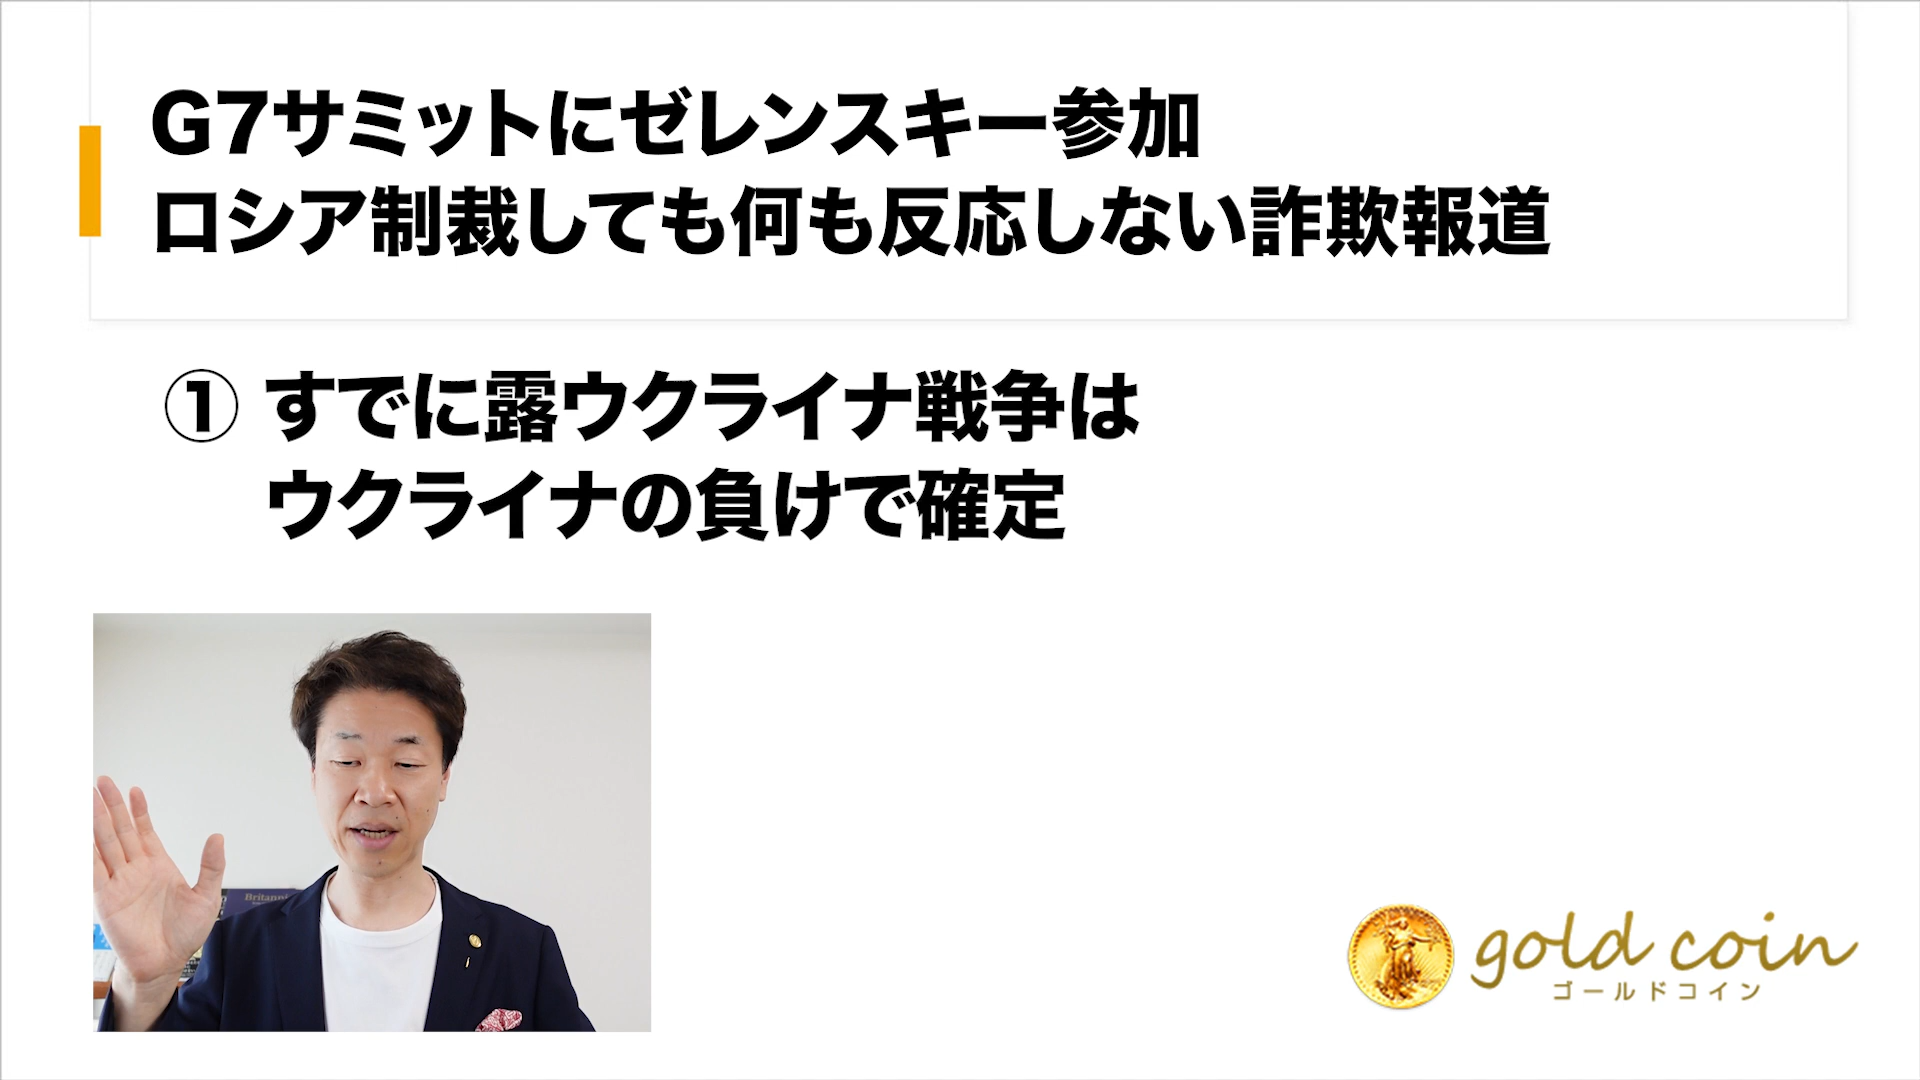 G7サミットにゼレンスキー参加
ロシア制裁しても何も反応しない詐欺報道
① すでに露ウクライナ戦争は
ウクライナの負けで確定
gold coin
ゴールドコイン